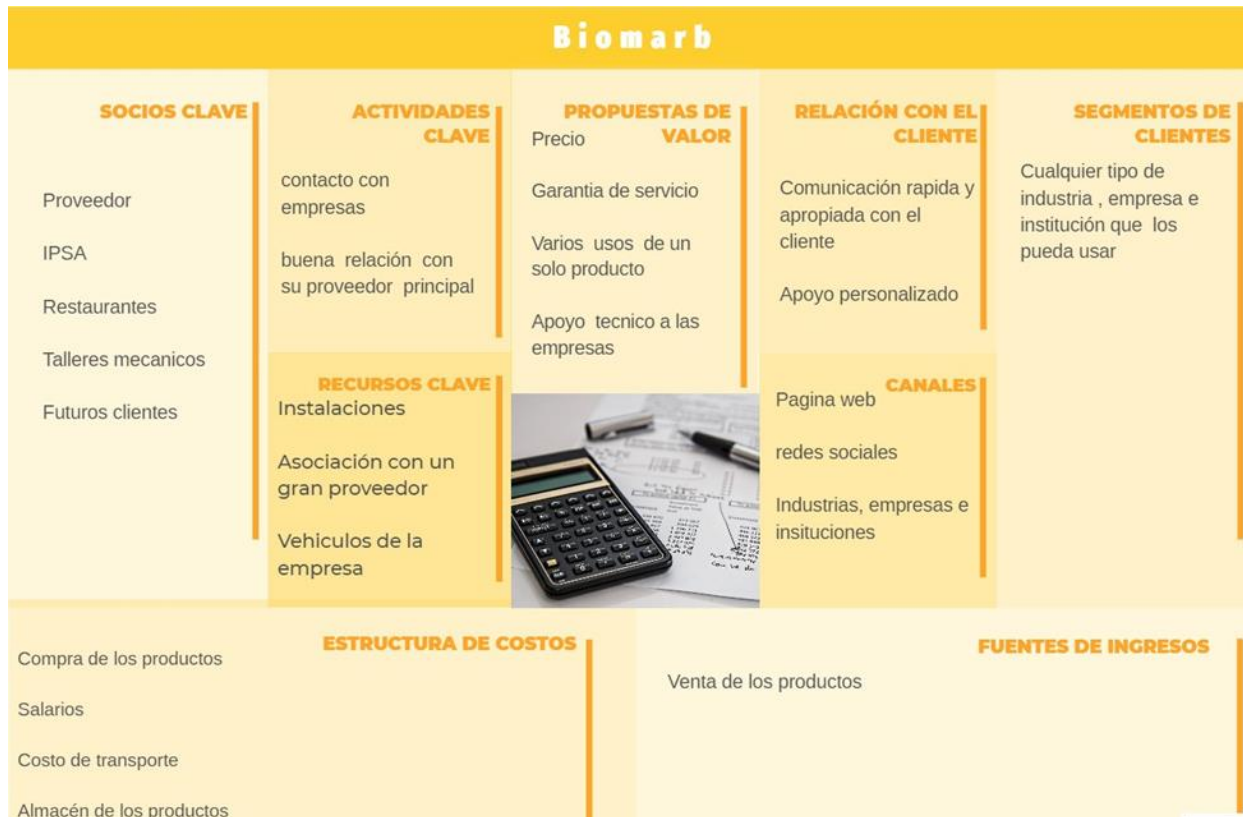 Biomarb
SOCIOS CLAVE
Proveedor
IPSA
Restaurantes
Talleres mecanicos
Futuros clientes
ACTIVIDADES
CLAVE
contacto con
empresas
buena relación con
su proveedor principal
RECURSOS CLAVE
Instalaciones
Asociación con un
gran proveedor
Vehiculos de la
empresa
PROPUESTAS DE
VALOR
Precio
Garantia de servicio
Varios usos de un
solo producto
Apoyo tecnico a las
empresas
RELACIÓN CON EL
CLIENTE
Comunicación rapida y
apropiada con el
cliente
Apoyo personalizado
CANALES
Pagina web
redes sociales
Industrias, empresas e
insituciones
SEGMENTOS DE
CLIENTES
Cualquier tipo de
industria , empresa e
institución que los
pueda usar
ESTRUCTURA DE COSTOS
Compra de los productos
Salarios
Costo de transporte
Almacén de los productos
FUENTES DE INGRESOS
Venta de los productos